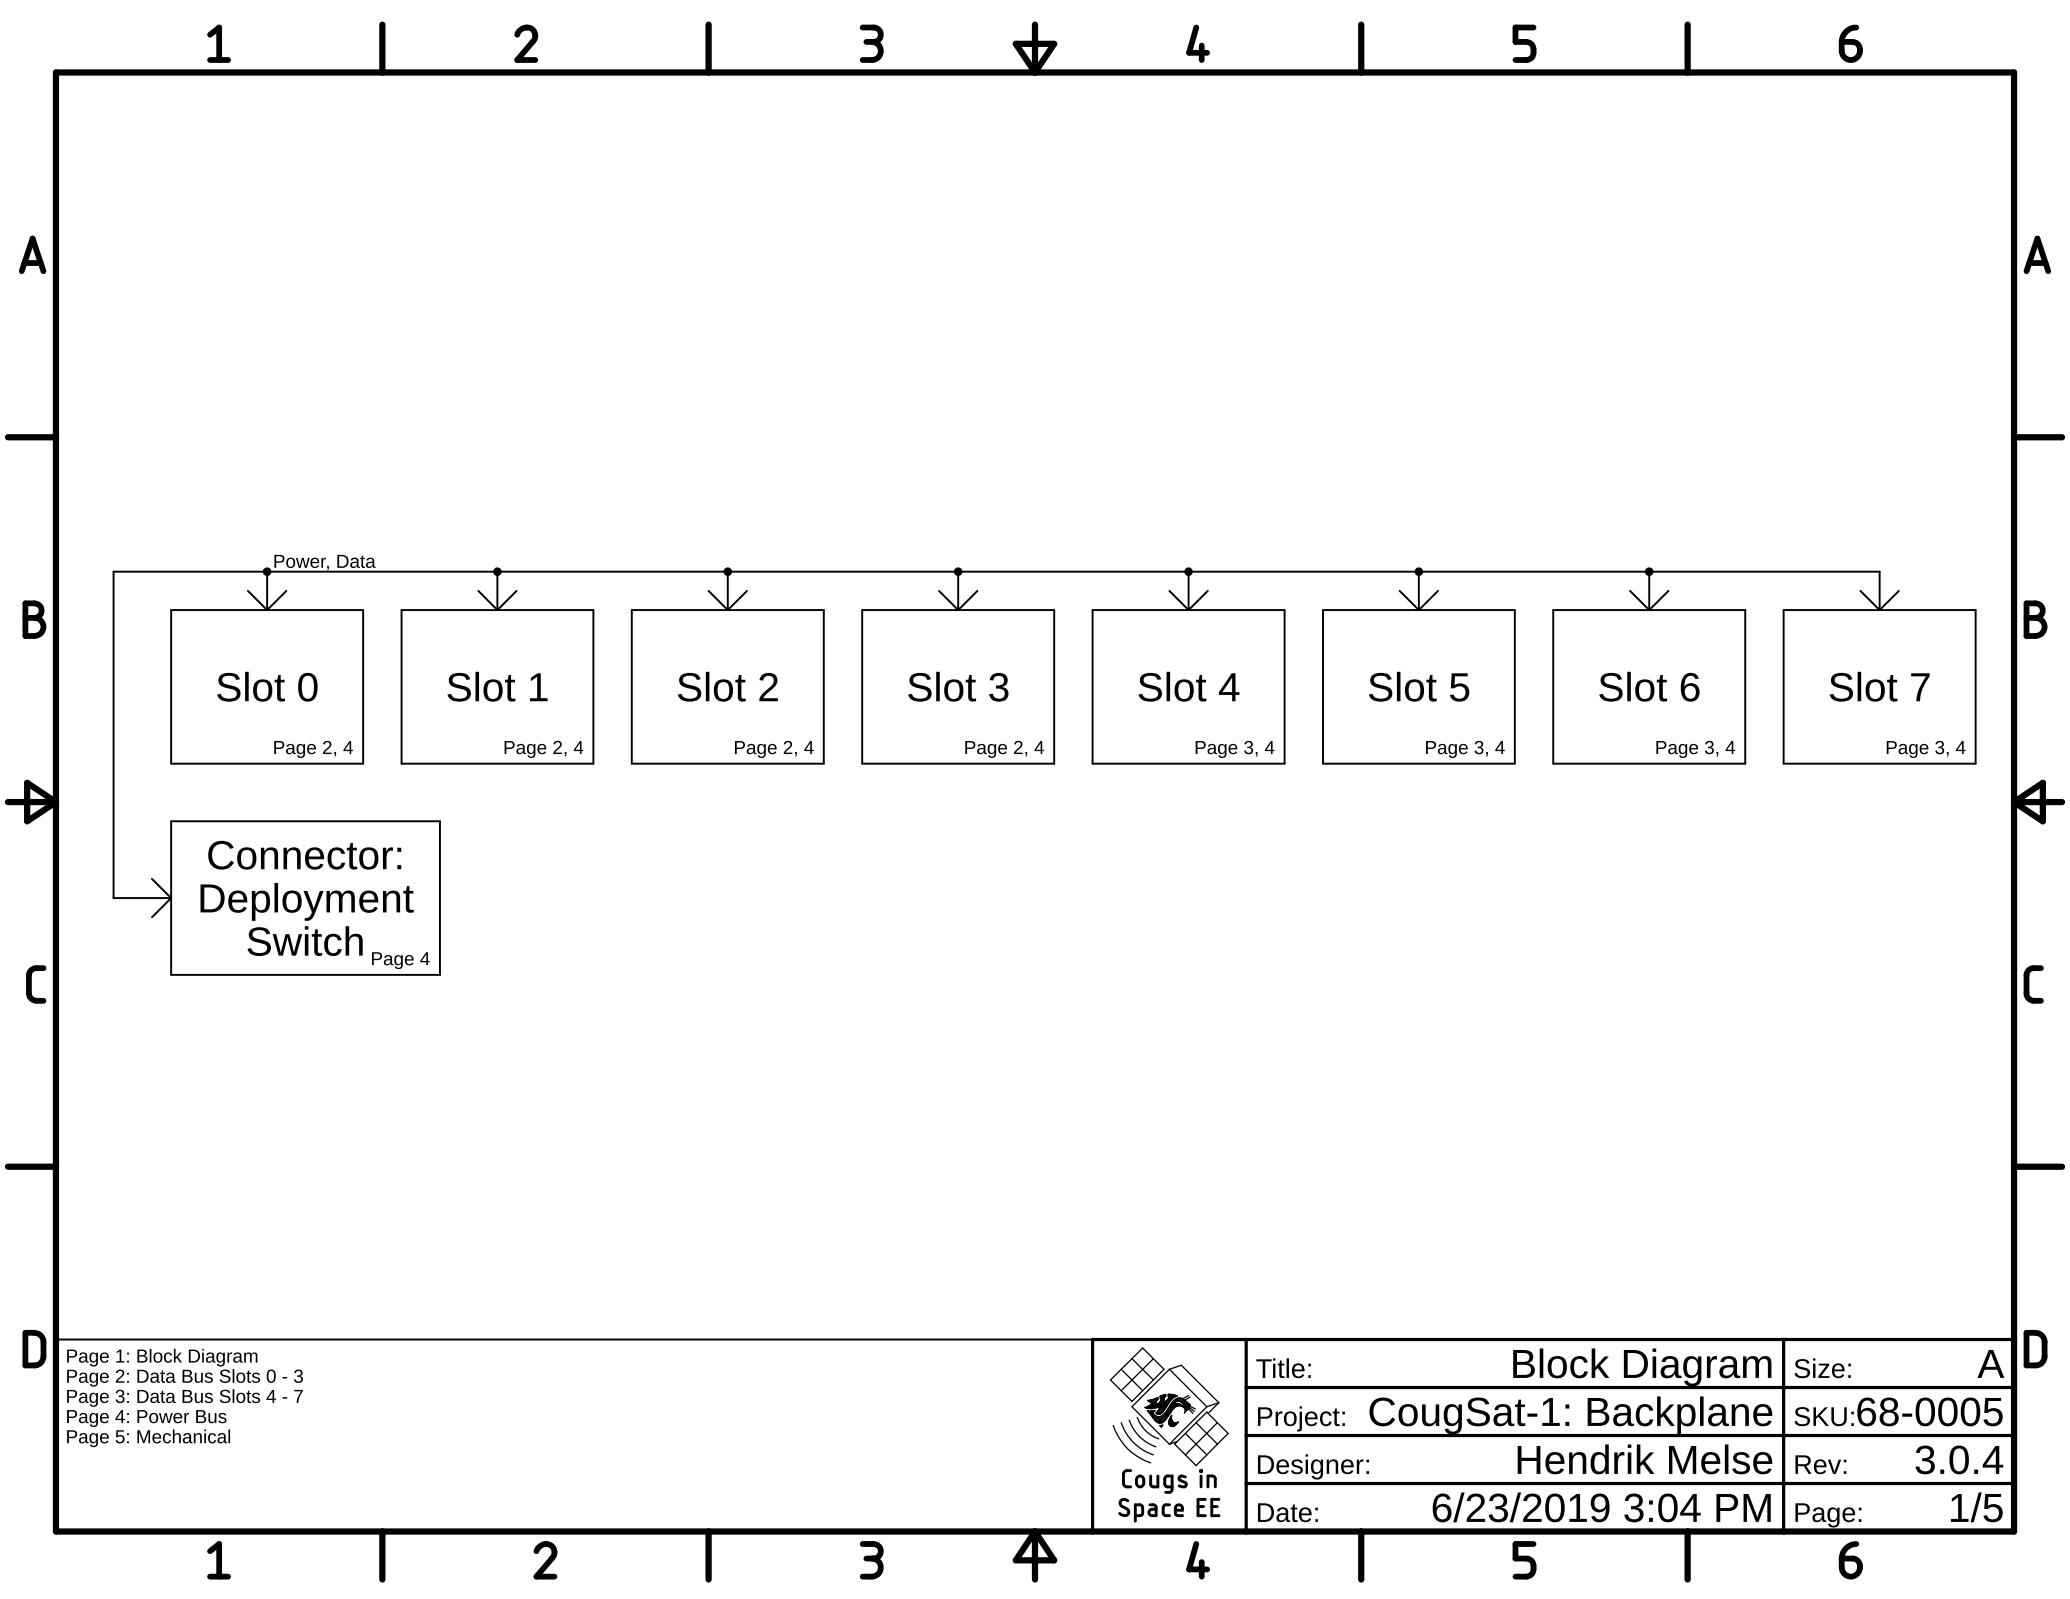 1 2 3 4 5 6
A A
Power, Data
B B
Slot 0 Slot 1 Slot 2 Slot 3 Slot 4 Slot 5 Slot 6 Slot 7
Page 2, 4 Page 2, 4 Page 2, 4 Page 2, 4 Page 3, 4 Page 3, 4 Page 3, 4 Page 3, 4
Connector:
Deployment
Switch
Page 4
C C
D D
Page 1: Block Diagram
Page 2: Data Bus Slots 0 - 3
Page 3: Data Bus Slots 4 - 7
Page 4: Power Bus
Page 5: Mechanical
Cougs in
Space EE
Title: Block Diagram Size: A
Project: CougSat-1: Backplane SKU: 68-0005
Designer: Hendrik Melse Rev: 3.0.4
Date: 6/23/2019 3:04 PM Page: 1/5
1 2 3 4 5 6